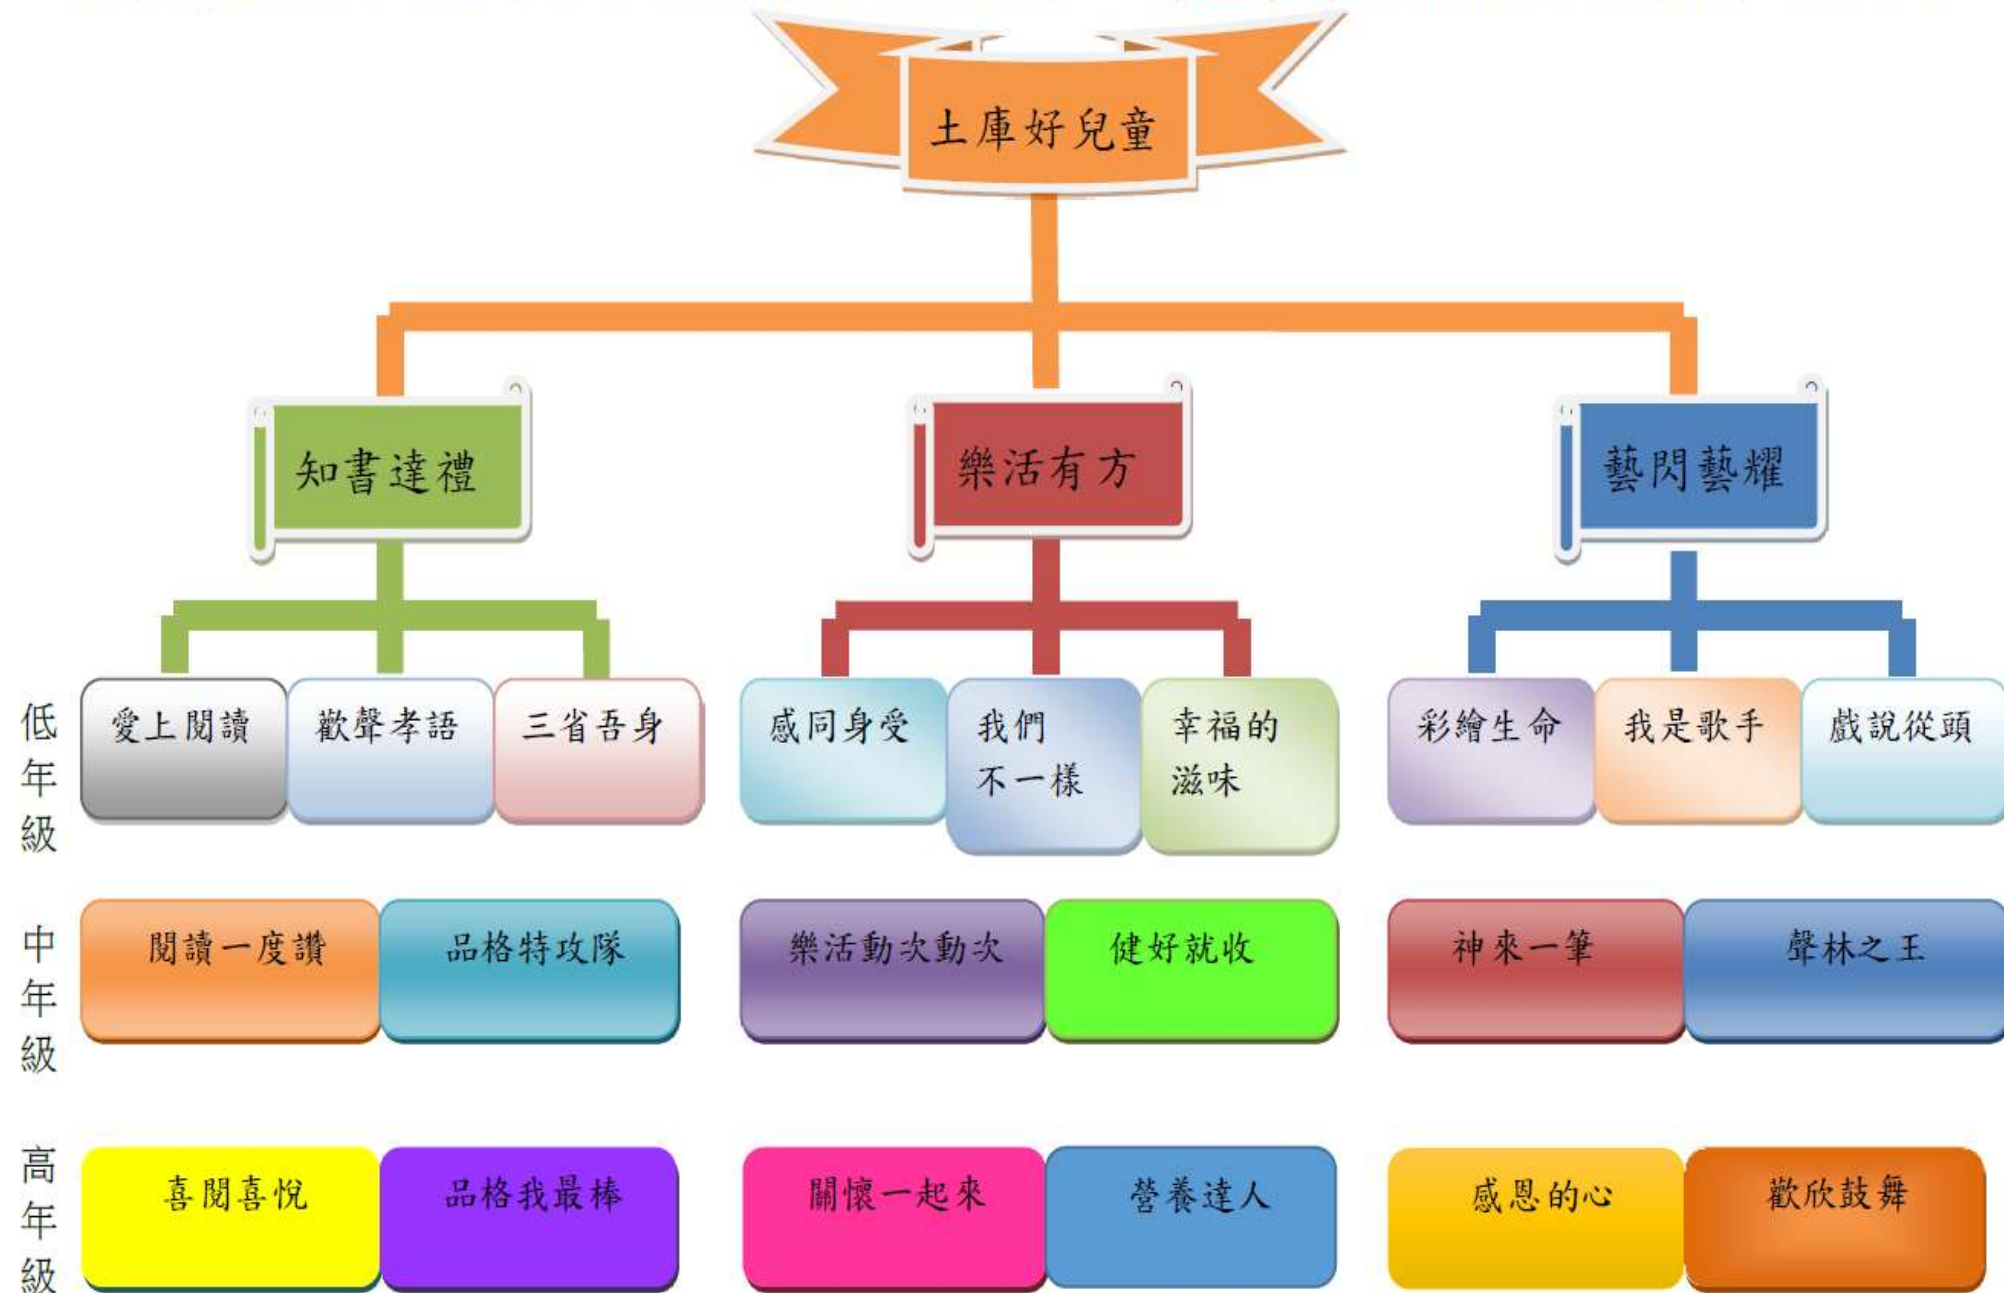 土庫好兒童
知書達禮
樂活有方
藝閃藝耀
低年級
愛上閱讀
歡聲孝語
三省吾身
感同身受
我們
不一樣
幸福的
滋味
彩繪生命
我是歌手
戲說從頭
中年級
閱讀一度讚
品格特攻隊
樂活動次動次
健好就收
神來一筆
聲林之王
高年級
喜閱喜悅
品格我最棒
關懷一起來
營養達人
感恩的心
歡欣鼓舞